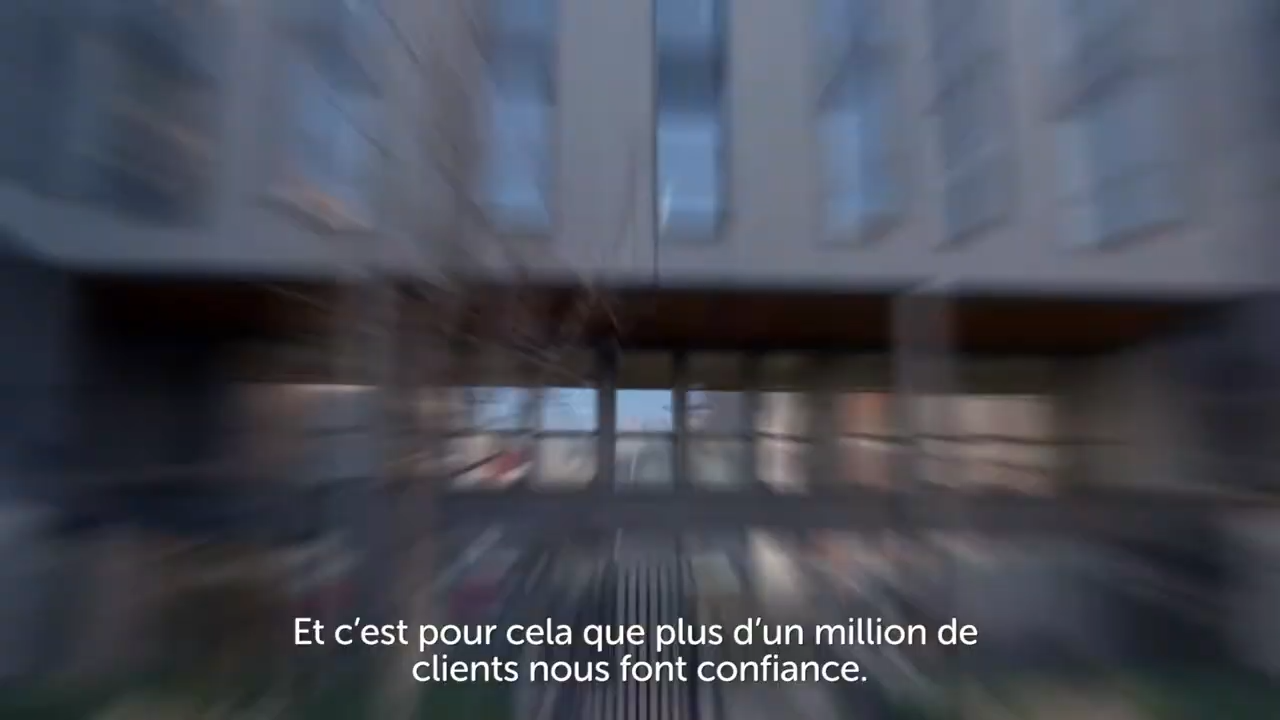 Et c’est pour cela que plus d’un million de
clients nous font confiance.